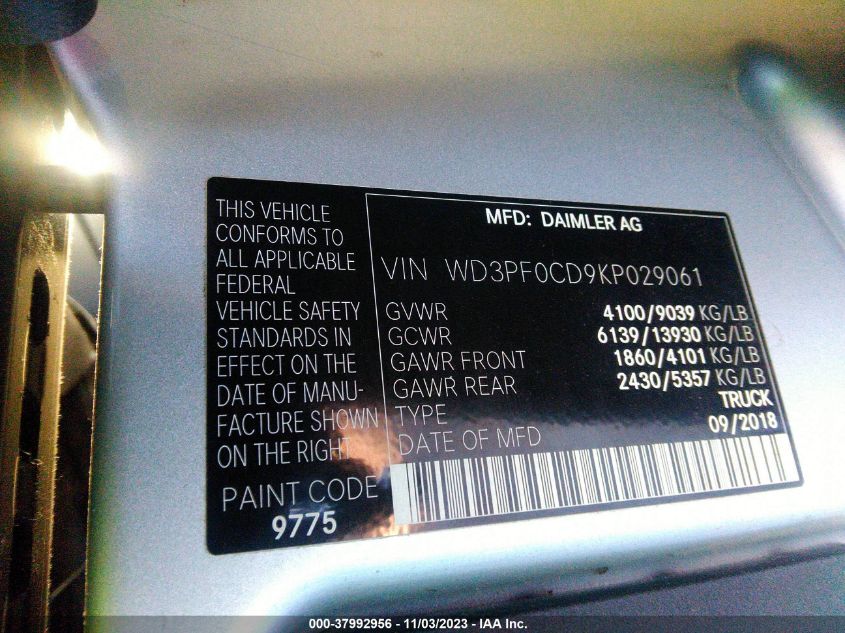 THIS VEHICLE
CONFORMS TO
ALL APPLICABLE
FEDERAL
VEHICLE SAFETY
STANDARDS IN
EFFECT ON THE
DATE OF MANU-
FACTURE SHOWN
ON THE RIGHT
PAINT CODE
9775
MFD: DAIMLER AG
VIN WD3PF0CD9KP029061
GVWR 4100/9039 KG/LB
GCWR 6139/13930 KG/LB
GAWR FRONT 1860/4101 KG/LB
GAWR REAR 2430/5357 KG/LB
TYPE TRUCK
DATE OF MFD 09/2018
000-37992956 - 11/03/2023 - IAA Inc.